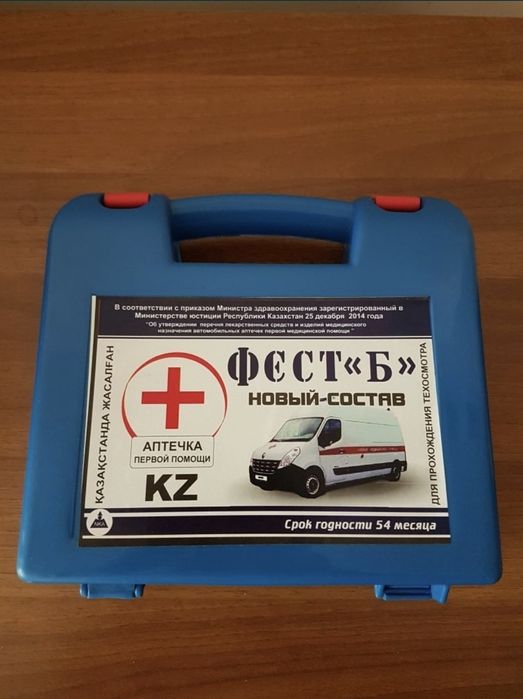 В соответствии с приказом Министра здравоохранения зарегистрированный в
Министерстве юстиции Республики Казахстан 25 декабря 2014 года
"Об утверждении перечня лекарственных средств и изделий медицинского
назначения автомобильных аптечек первой медицинской помощи"
ҚАЗАҚСТАНДА ЖАСАЛҒАН
АПТЕЧКА
ПЕРВОЙ ПОМОЩИ
KZ
ФЕСТ«Б»
НОВЫЙ-СОСТАВ
ДЛЯ ПРОХОЖДЕНИЯ ТЕХОСМОТРА
Срок годности 54 месяца